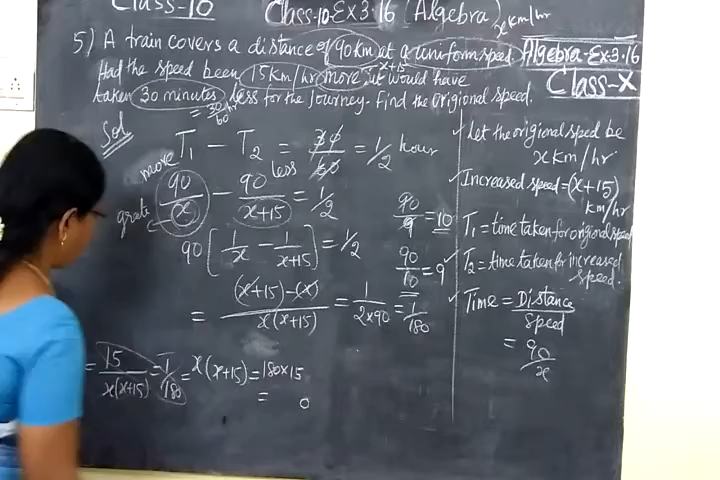 Class-10
Class-10 Ex 3.16 (Algebra)
x km/hr
5) A train covers a distance of 90km at a uniform speed.
Algebra-Ex-3.16
Class-X
x+15
Had the speed been 15km/hr more it would have
taken 30 minutes less for the Journey. Find the origional speed.
= 30/60 hr
Sol
T1 - T2 = 30/60 = 1/2 hour
more less
90/x - 90/x+15 = 1/2
grate
90 [1/x - 1/x+15] = 1/2
= (x+15)-(x) / x(x+15) = 1/2×90 = 1/180
= 15/x(x+15) = 1/180 = x(x+15) = 180×15
= 0
90/9 = 10
90/10 = 9
Let the origional speed be
x km/hr
Increased speed = (x+15)
km/hr
T1 = time taken for origional speed
T2 = time taken for increased
speed.
Time = Distance/Speed
= 90/x